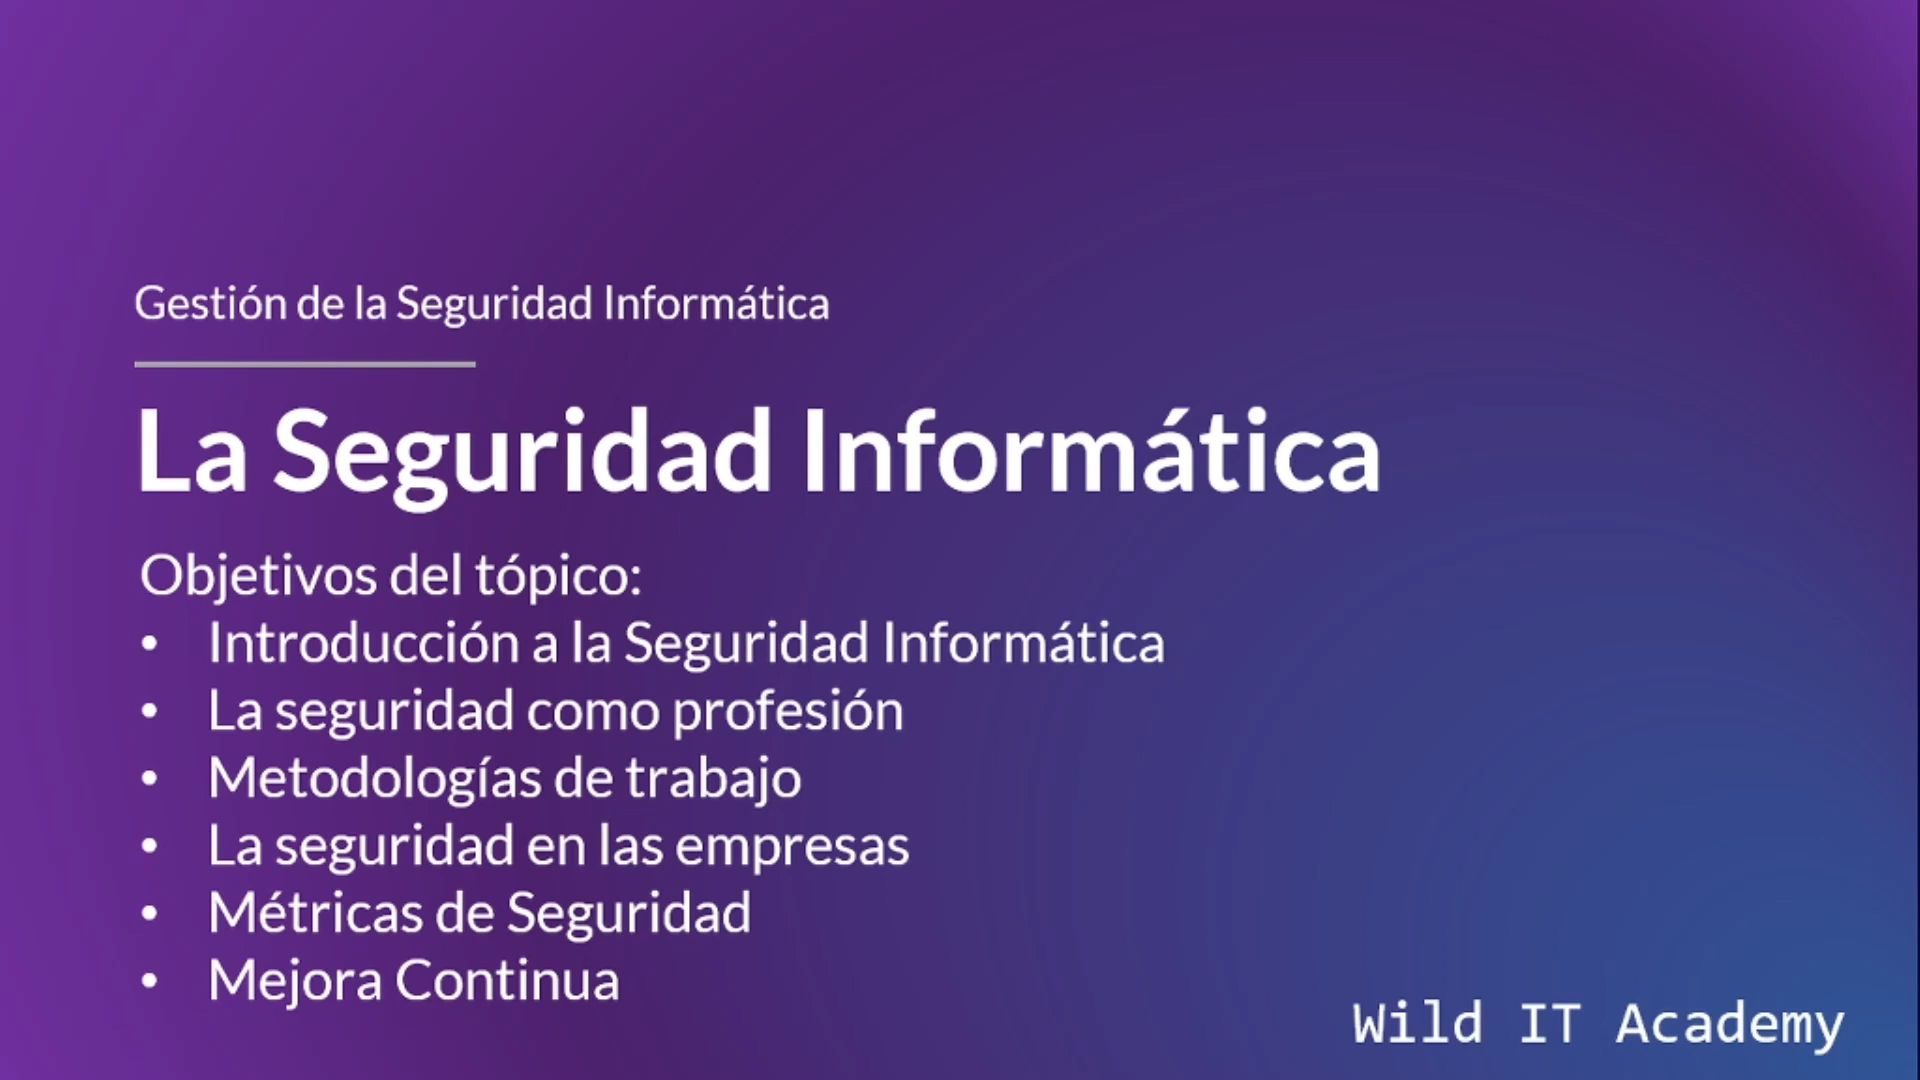 Gestión de la Seguridad Informática
La Seguridad Informática
Objetivos del tópico:
• Introducción a la Seguridad Informática
• La seguridad como profesión
• Metodologías de trabajo
• La seguridad en las empresas
• Métricas de Seguridad
• Mejora Continua
Wild IT Academy